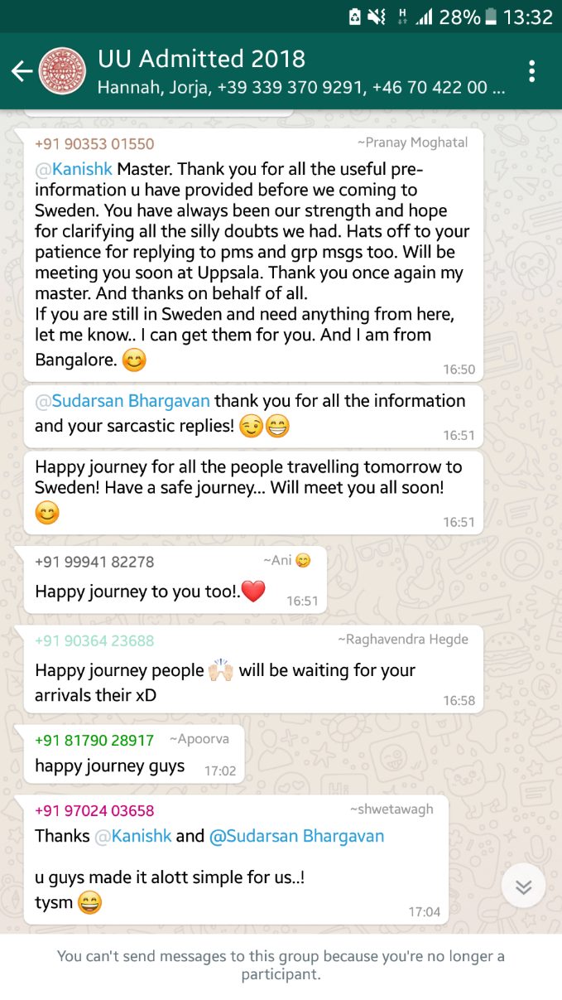 H 28% 13:32
UU Admitted 2018
Hannah, Jorja, +39 339 370 9291, +46 70 422 00 ...
+91 90353 01550 ~Pranay Moghatal
@Kanishk Master. Thank you for all the useful pre-
information u have provided before we coming to
Sweden. You have always been our strength and hope
for clarifying all the silly doubts we had. Hats off to your
patience for replying to pms and grp msgs too. Will be
meeting you soon at Uppsala. Thank you once again my
master. And thanks on behalf of all.
If you are still in Sweden and need anything from here,
let me know.. I can get them for you. And I am from
Bangalore. 😊
16:50
@Sudarsan Bhargavan thank you for all the information
and your sarcastic replies! 😉😁
16:51
Happy journey for all the people travelling tomorrow to
Sweden! Have a safe journey... Will meet you all soon!
😊
16:51
+91 99941 82278 ~Ani 😋
Happy journey to you too!.❤️ 16:51
+91 90364 23688 ~Raghavendra Hegde
Happy journey people 🙌🏻 will be waiting for your
arrivals their xD
16:58
+91 81790 28917 ~Apoorva
happy journey guys 17:02
+91 97024 03658 ~shwetawagh
Thanks @Kanishk and @Sudarsan Bhargavan
u guys made it alott simple for us..!
tysm 😄
17:04
You can't send messages to this group because you're no longer a
participant.